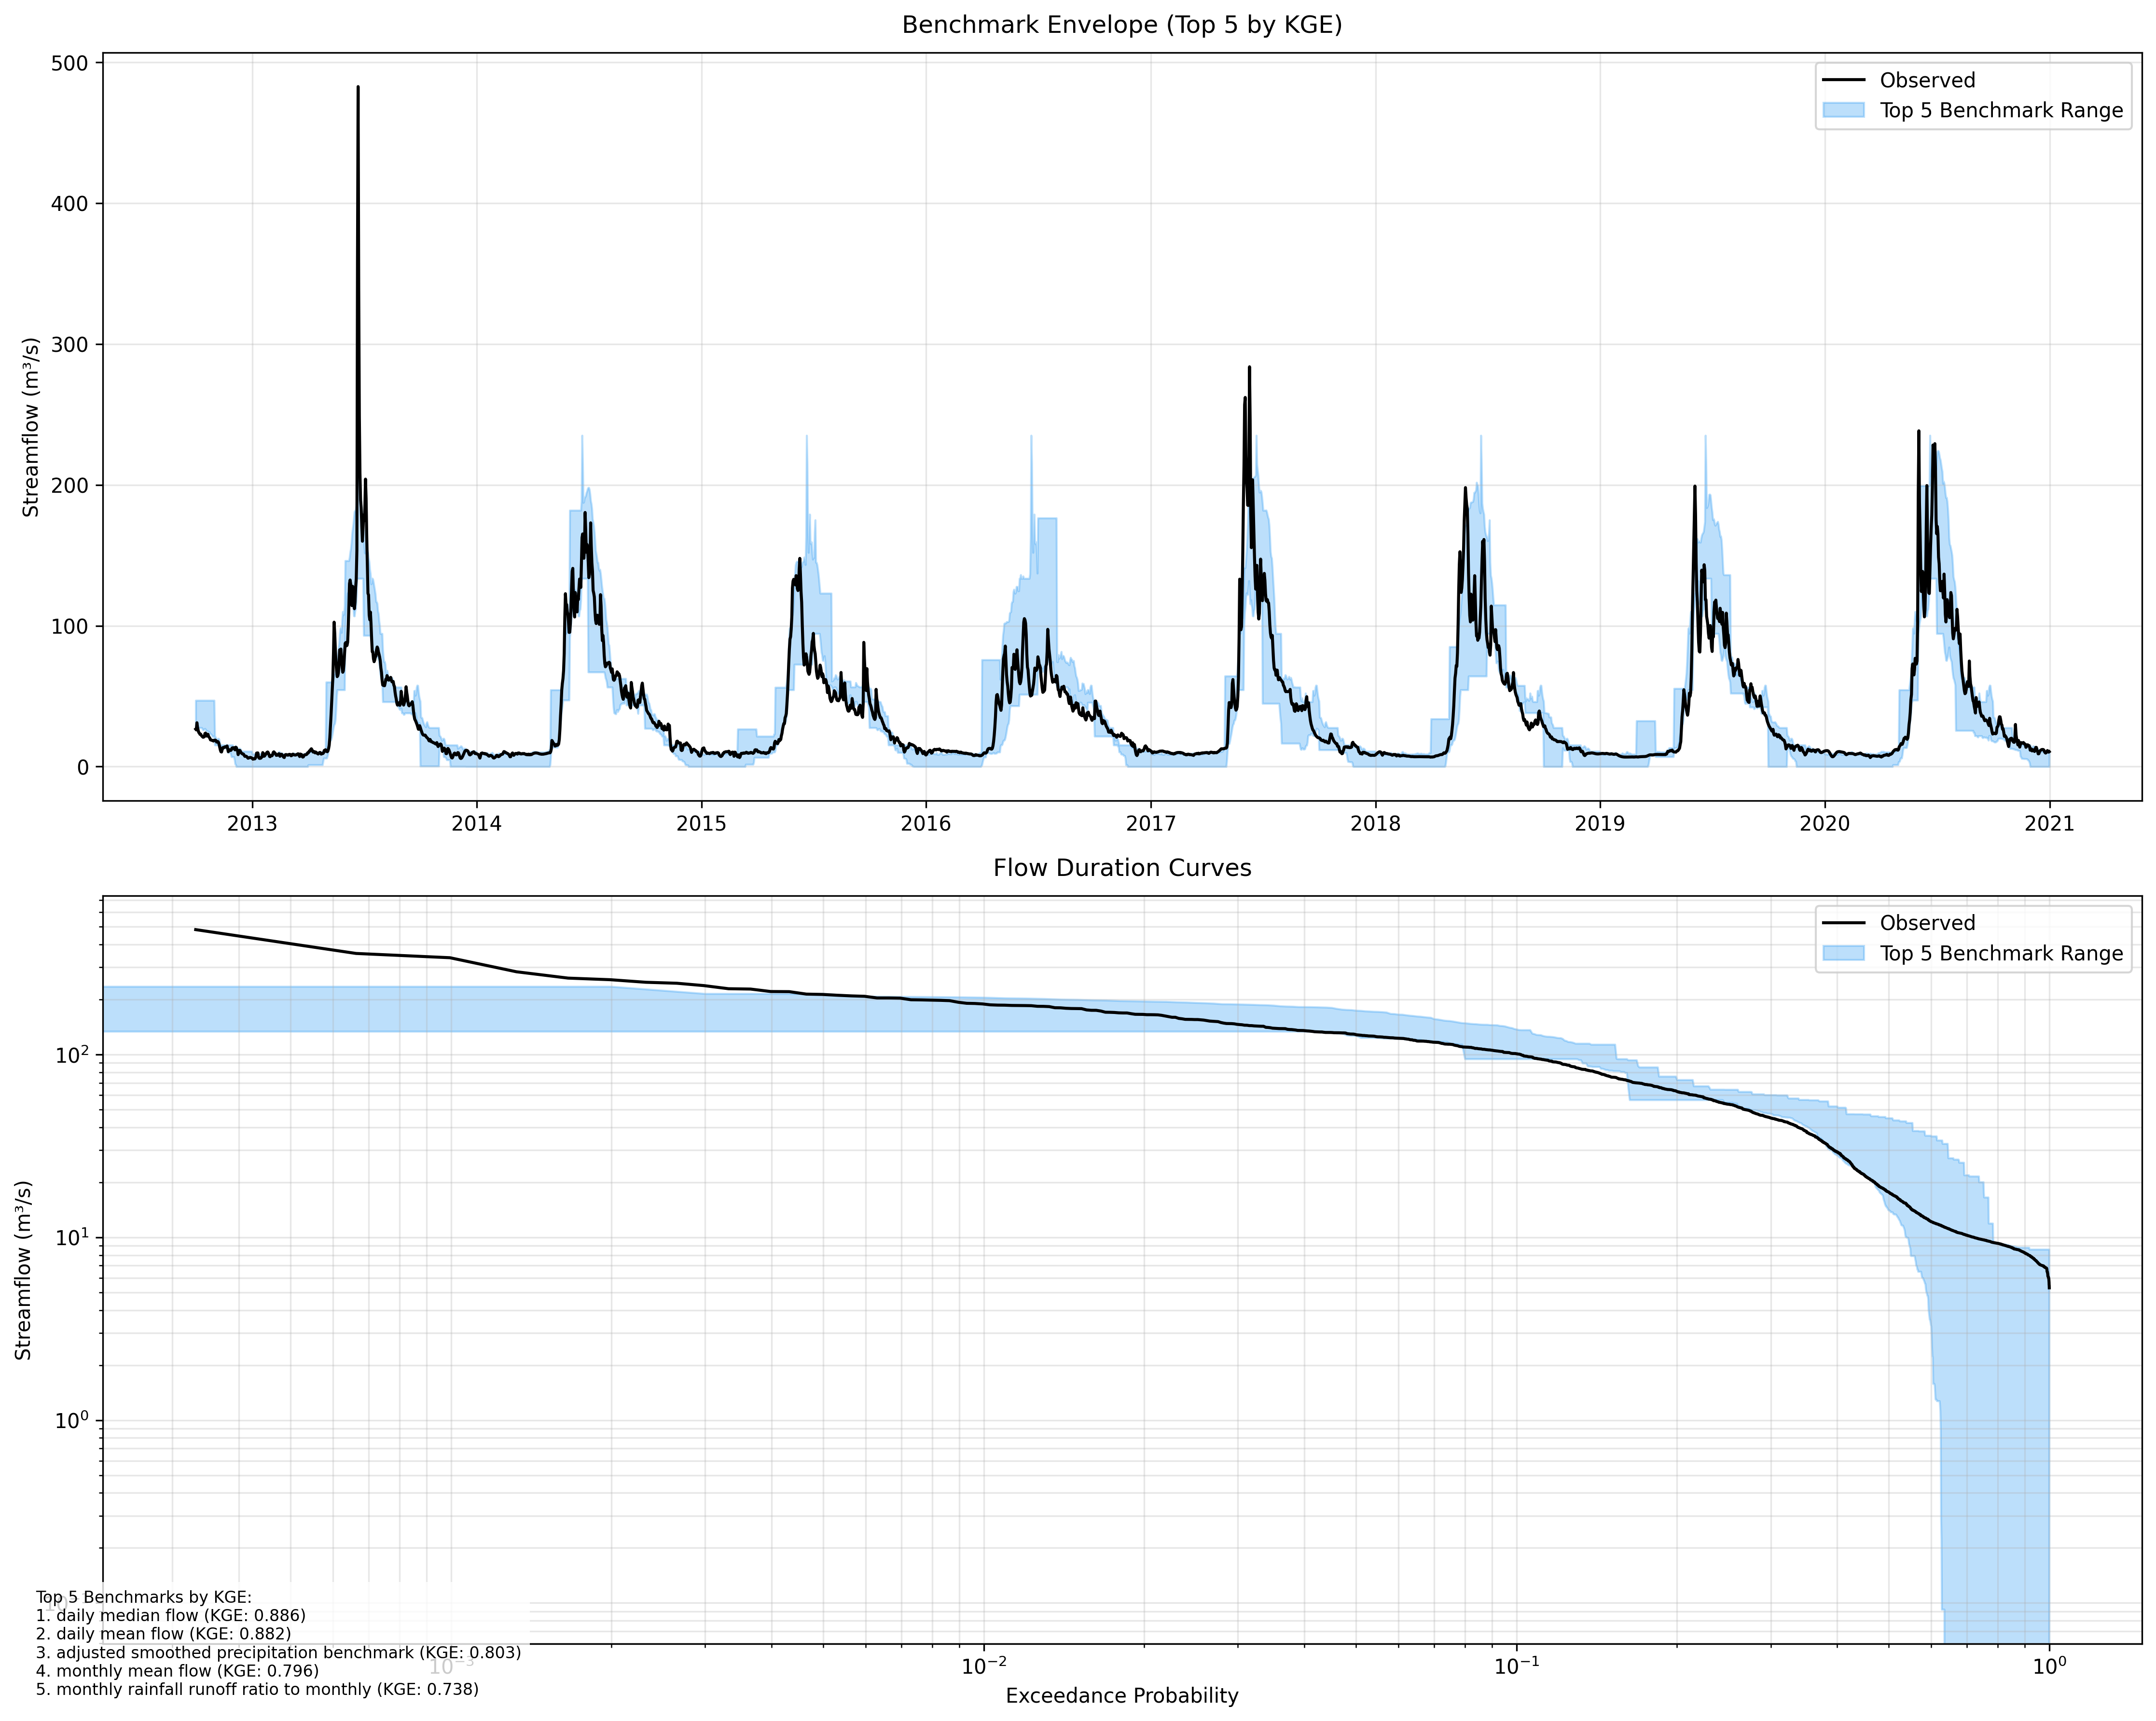 Benchmark Envelope (Top 5 by KGE)
Streamflow (m³/s)
500
400
300
200
100
0
Observed
Top 5 Benchmark Range
2013 2014 2015 2016 2017 2018 2019 2020 2021
Flow Duration Curves
Streamflow (m³/s)
10²
10¹
10⁰
Observed
Top 5 Benchmark Range
10⁻³ 10⁻² 10⁻¹ 10⁰
Exceedance Probability
Top 5 Benchmarks by KGE:
1. daily median flow (KGE: 0.886)
2. daily mean flow (KGE: 0.882)
3. adjusted smoothed precipitation benchmark (KGE: 0.803)
4. monthly mean flow (KGE: 0.796)
5. monthly rainfall runoff ratio to monthly (KGE: 0.738)